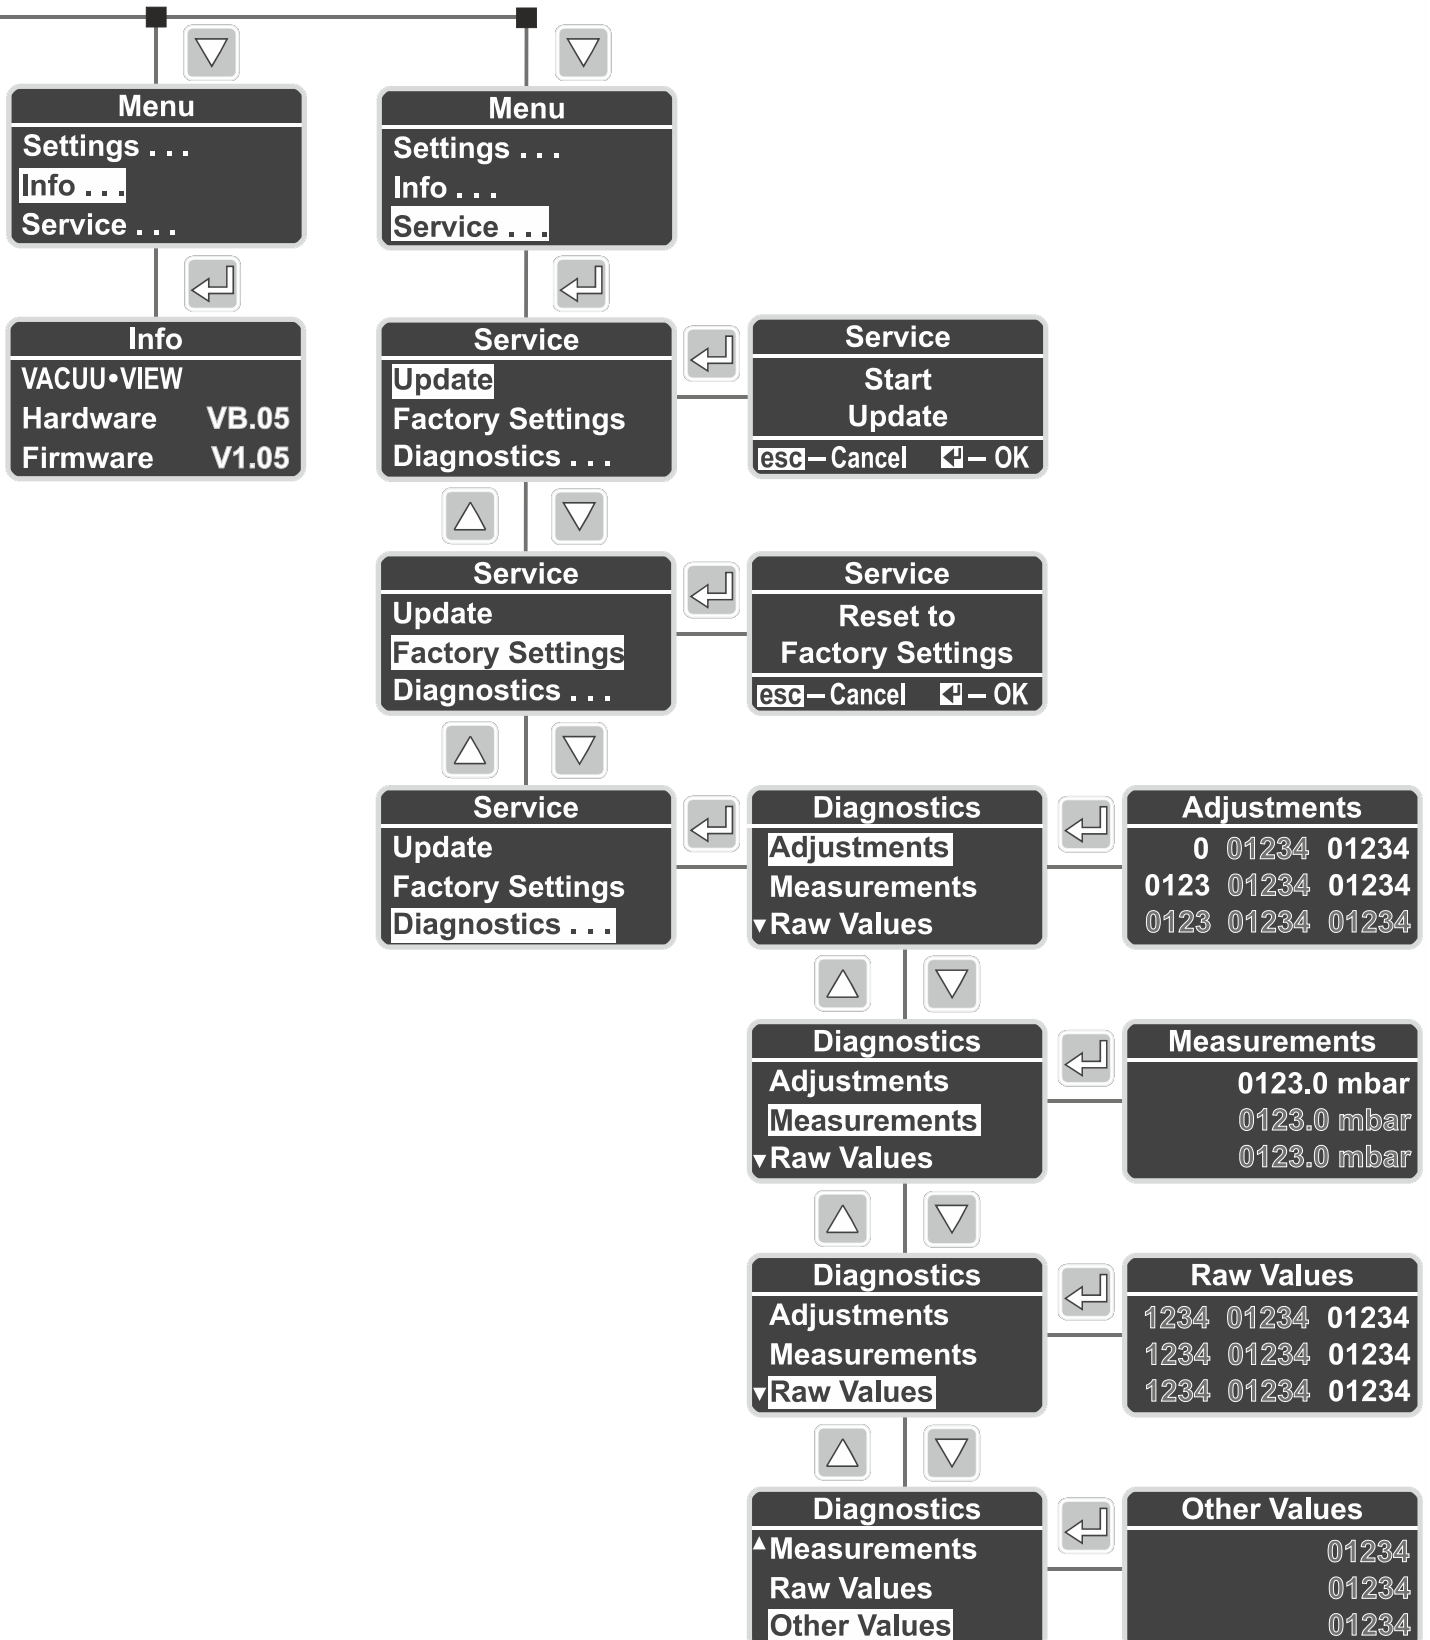 Menu
Settings . . .
Info . . .
Service . . .
Menu
Settings . . .
Info . . .
Service . . .
Info
VACUU•VIEW
Hardware VB.05
Firmware V1.05
Service
Update
Factory Settings
Diagnostics . . .
Service
Start
Update
esc – Cancel ↵ – OK
Service
Update
Factory Settings
Diagnostics . . .
Service
Reset to
Factory Settings
esc – Cancel ↵ – OK
Service
Update
Factory Settings
Diagnostics . . .
Diagnostics
Adjustments
Measurements
▼Raw Values
Adjustments
0 01234 01234
0123 01234 01234
0123 01234 01234
Diagnostics
Adjustments
Measurements
▼Raw Values
Measurements
0123.0 mbar
0123.0 mbar
0123.0 mbar
Diagnostics
Adjustments
Measurements
▼Raw Values
Raw Values
1234 01234 01234
1234 01234 01234
1234 01234 01234
Diagnostics
▲Measurements
Raw Values
Other Values
Other Values
01234
01234
01234